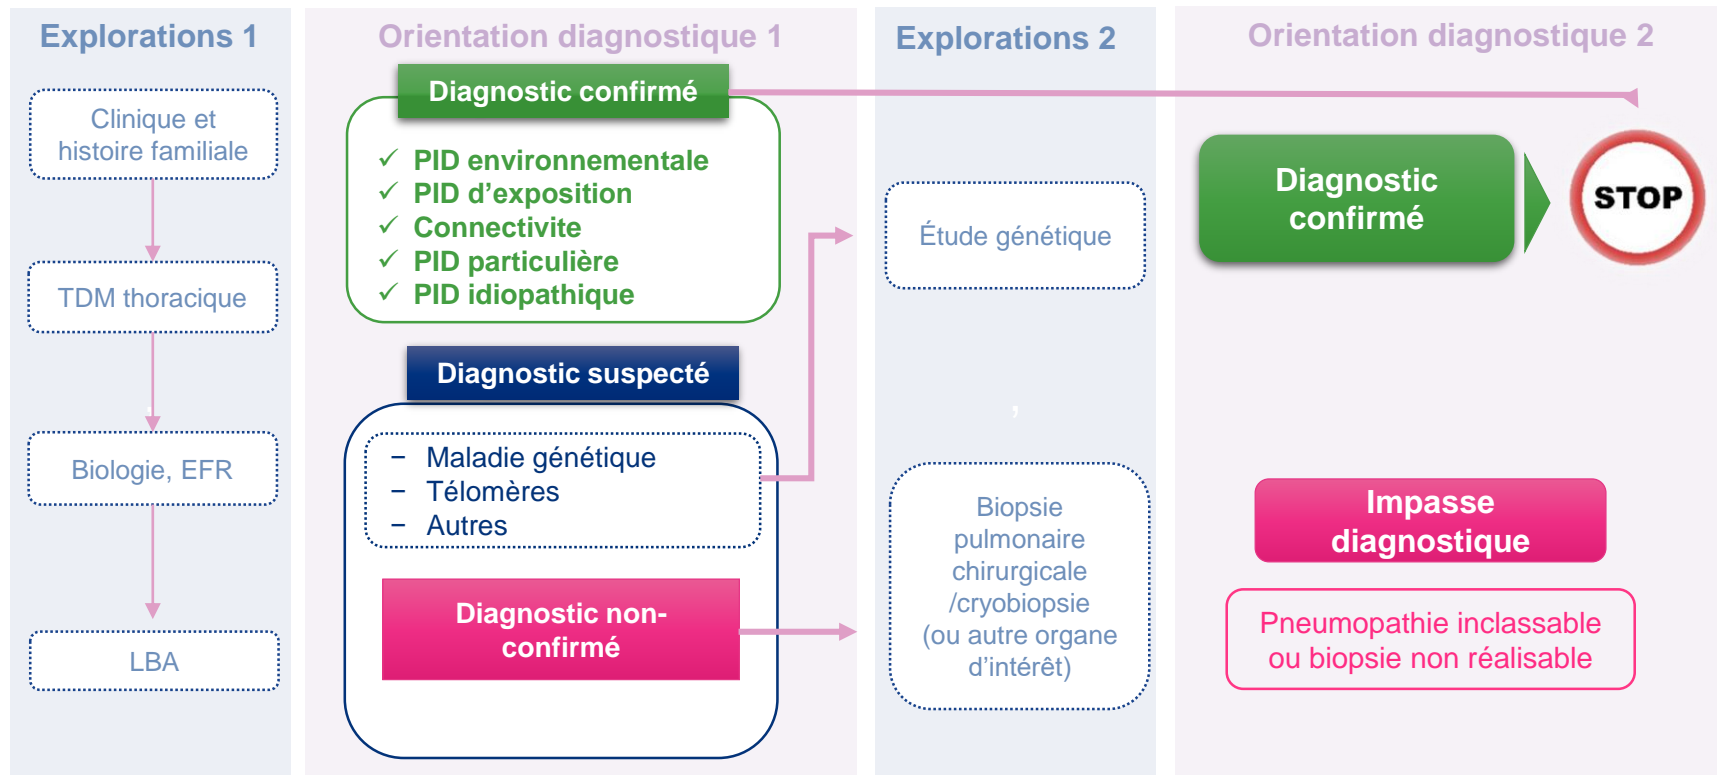 Explorations 1
Clinique et
histoire familiale
TDM thoracique
Biologie, EFR
LBA
Orientation diagnostique 1
Diagnostic confirmé
✓ PID environnementale
✓ PID d’exposition
✓ Connectivite
✓ PID particulière
✓ PID idiopathique
Diagnostic suspecté
− Maladie génétique
− Télomères
− Autres
Diagnostic non-
confirmé
Explorations 2
Étude génétique
,
Biopsie
pulmonaire
chirurgicale
/cryobiopsie
(ou autre organe
d’intérêt)
Orientation diagnostique 2
Diagnostic
confirmé
STOP
Impasse
diagnostique
Pneumopathie inclassable
ou biopsie non réalisable